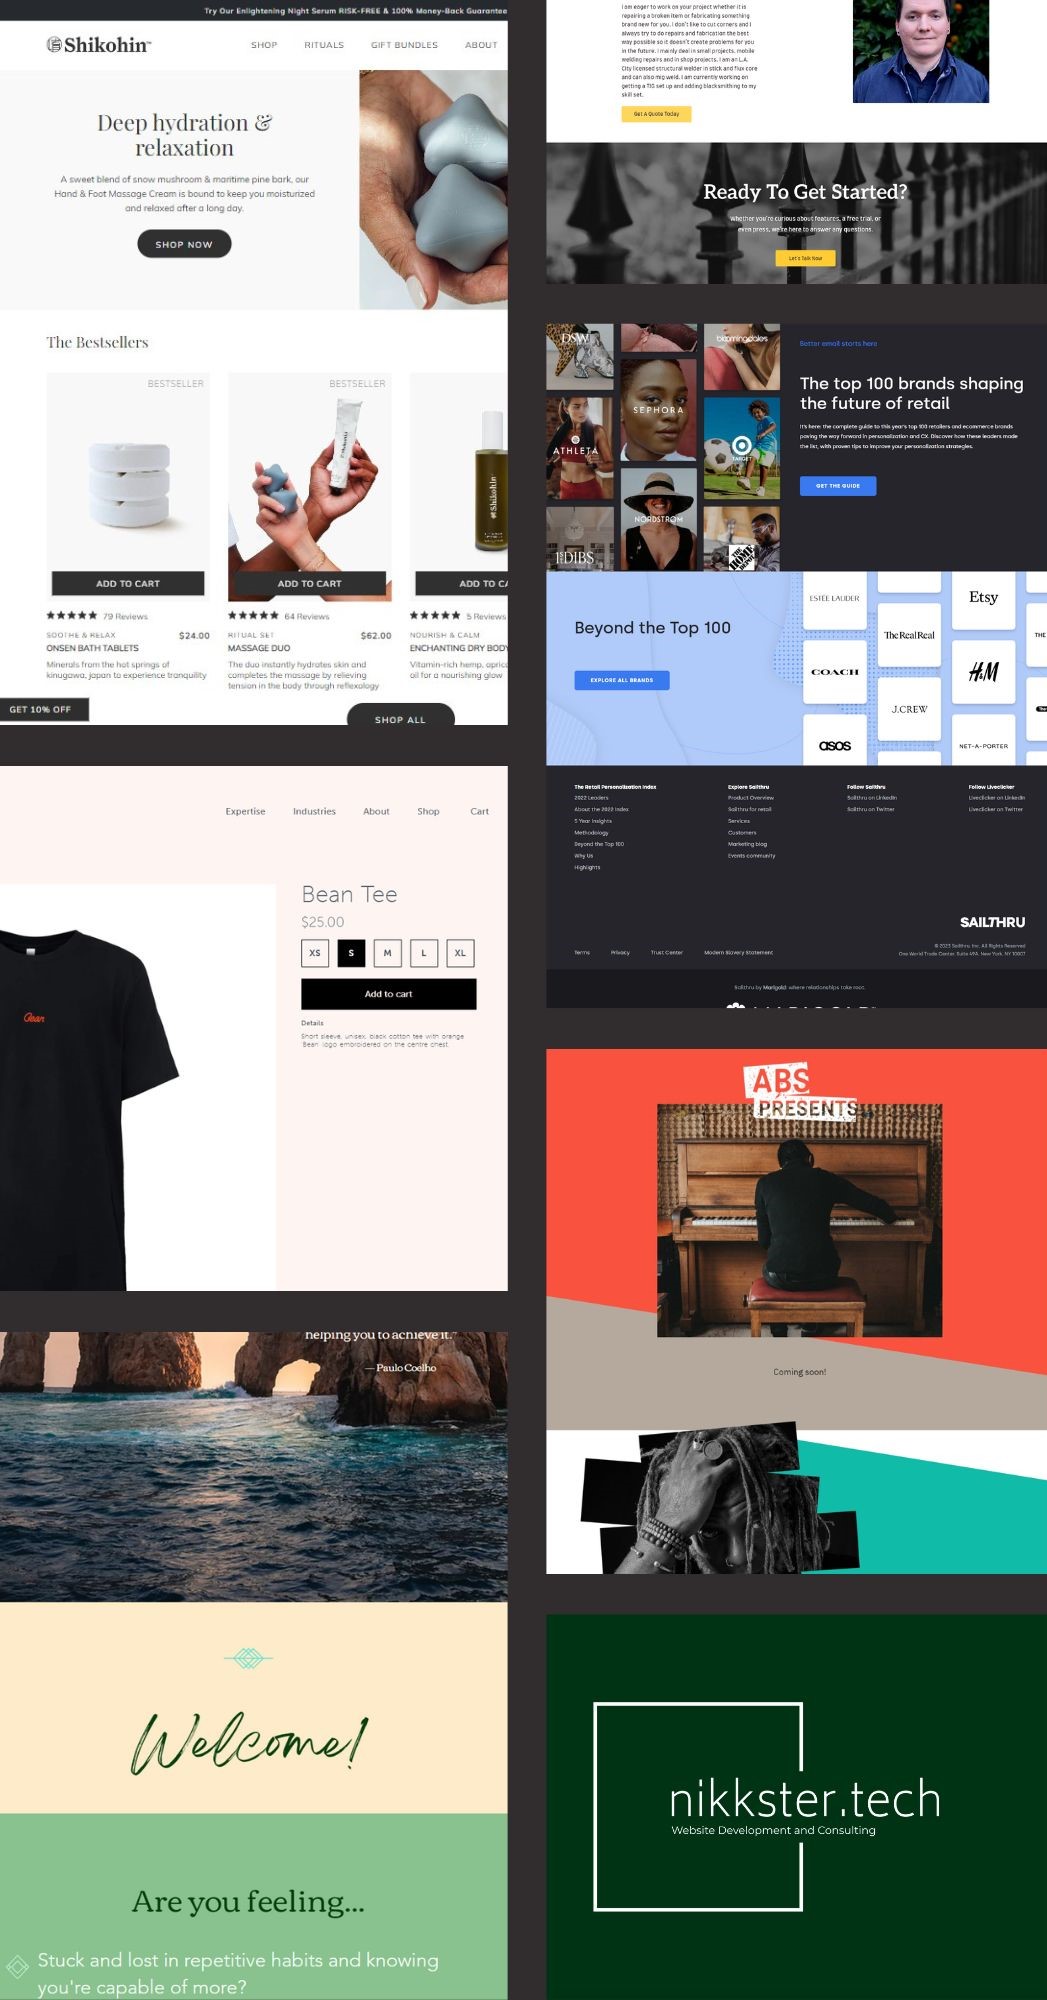 Try Our Enlightening Night Serum RISK-FREE & 100% Money-Back Guarantee
Shikohin™
SHOP RITUALS GIFT BUNDLES ABOUT
Deep hydration &
relaxation
A sweet blend of snow mushroom & maritime pine bark, our
Hand & Foot Massage Cream is bound to keep you moisturized
and relaxed after a long day.
SHOP NOW
The Bestsellers
BESTSELLER
BESTSELLER
Shikohin
Shikohin
ADD TO CART
ADD TO CART
ADD TO CA
79 Reviews
64 Reviews
5 Reviews
SOOTHE & RELAX $24.00
ONSEN BATH TABLETS
Minerals from the hot springs of
kinugawa, japan to experience tranquility
RITUAL SET $62.00
MASSAGE DUO
The duo instantly hydrates skin and
completes the massage by relieving
tension in the body through reflexology
NOURISH & CALM
ENCHANTING DRY BODY
Vitamin-rich hemp, apric
oil for a nourishing glow
GET 10% OFF
SHOP ALL
Expertise Industries About Shop Cart
Bean Tee
$25.00
XS S M L XL
Add to cart
Details
Short sleeve, unisex, black cotton tee with orange
'Bean' logo embroidered on the centre chest.
Bean
helping you to achieve it."
— Paulo Coelho
Welcome!
Are you feeling...
Stuck and lost in repetitive habits and knowing
you're capable of more?
I am eager to work on your project whether it is
repairing a broken item or fabricating something
brand new for you. I don't like to cut corners and I
always try to do repairs and fabrication the best
way possible so it doesn't create problems for you
in the future. I mainly deal in small projects, mobile
welding repairs and in shop projects. I am an L.A.
City licensed structural welder in stick and flux core
and can also mig weld. I am currently working on
getting a TIG set up and adding blacksmithing to my
skill set.
Get A Quote Today
Ready To Get Started?
Whether you're curious about features, a free trial, or
even press, we're here to answer any questions.
Let's Talk Now
DSW
bloomingdales
SEPHORA
ATHLETA
TARGET
NORDSTROM
1stDIBS
THE HOME DEPOT
Better email starts here
The top 100 brands shaping
the future of retail
It's here: the complete guide to this year's top 100 retailers and ecommerce brands
paving the way forward in personalization and CX. Discover how these leaders made
the list, with proven tips to improve your personalization strategies.
GET THE GUIDE
Beyond the Top 100
EXPLORE ALL BRANDS
ESTĒE LAUDER
Etsy
TheRealReal
THE
COACH
H&M
J.CREW
asos
NET-A-PORTER
The Retail Personalization Index
2022 Leaders
About the 2022 Index
5 Year Insights
Methodology
Beyond the Top 100
Why Us
Highlights
Explore Sailthru
Product Overview
Sailthru for retail
Services
Customers
Marketing blog
Events community
Follow Sailthru
Sailthru on LinkedIn
Sailthru on Twitter
Follow Liveclicker
Liveclicker on LinkedIn
Liveclicker on Twitter
SAILTHRU
© 2023 Sailthru, Inc. All Rights Reserved
One World Trade Center, Suite 49A, New York, NY 10007
Terms Privacy Trust Center Modern Slavery Statement
Sailthru by Marigold: where relationships take root.
ABS
PRESENTS
Coming soon!
nikkster.tech
Website Development and Consulting